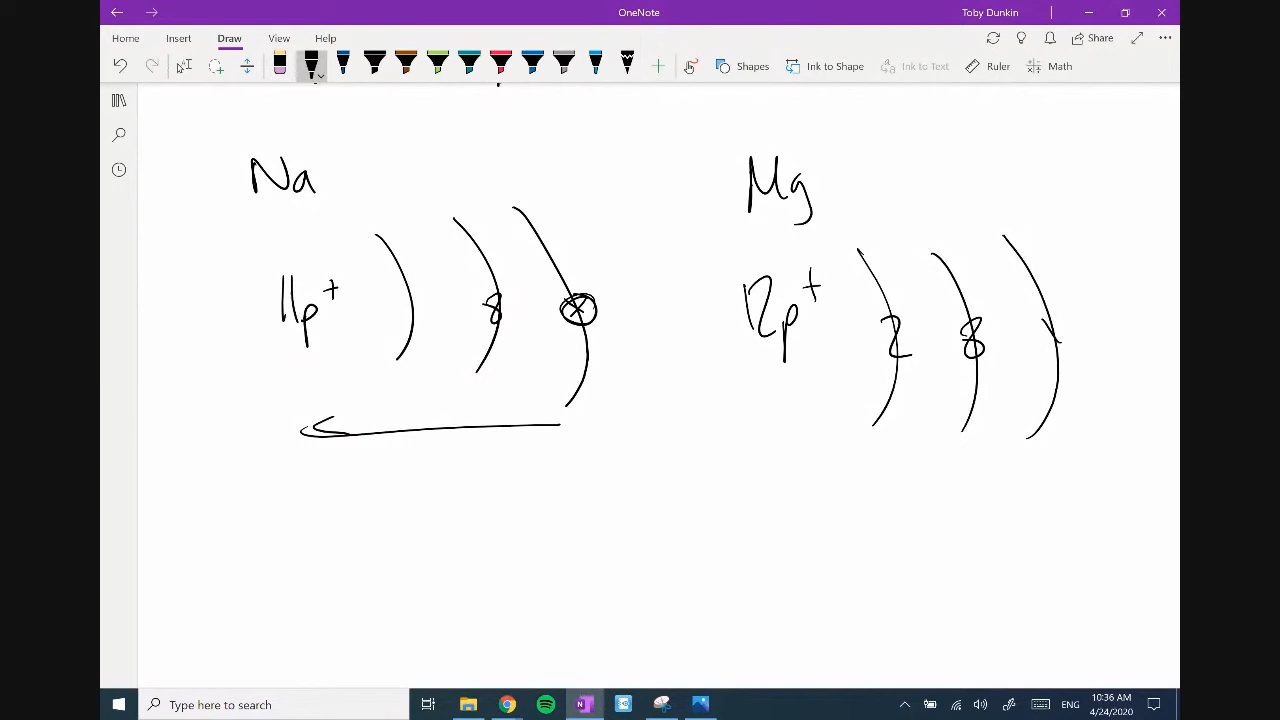 OneNote
Toby Dunkin
Home Insert Draw View Help
Share
Shapes Ink to Shape Ink to Text Ruler Math
Na Mg
11p+ 8 x
12p+ 2 8
Type here to search
ENG
10:36 AM
4/24/2020